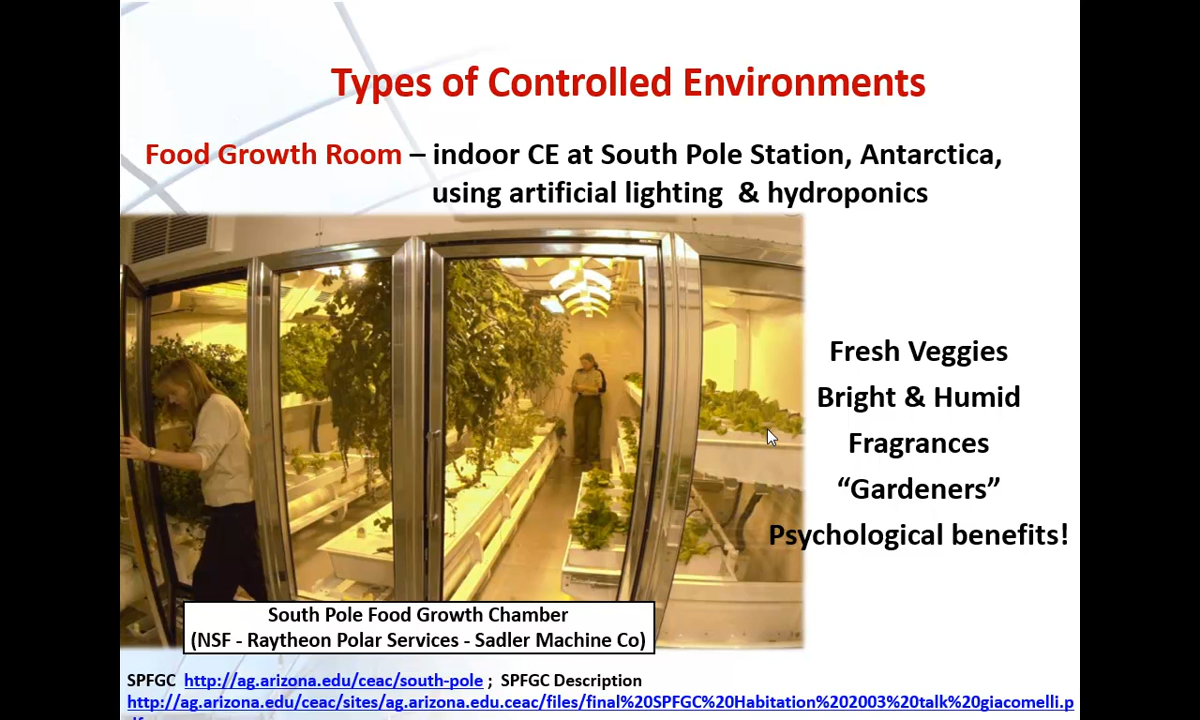 Types of Controlled Environments
Food Growth Room – indoor CE at South Pole Station, Antarctica,
using artificial lighting & hydroponics
Fresh Veggies
Bright & Humid
Fragrances
“Gardeners”
Psychological benefits!
South Pole Food Growth Chamber
(NSF - Raytheon Polar Services - Sadler Machine Co)
SPFGC http://ag.arizona.edu/ceac/south-pole ; SPFGC Description
http://ag.arizona.edu/ceac/sites/ag.arizona.edu.ceac/files/final%20SPFGC%20Habitation%202003%20talk%20giacomelli.p
df